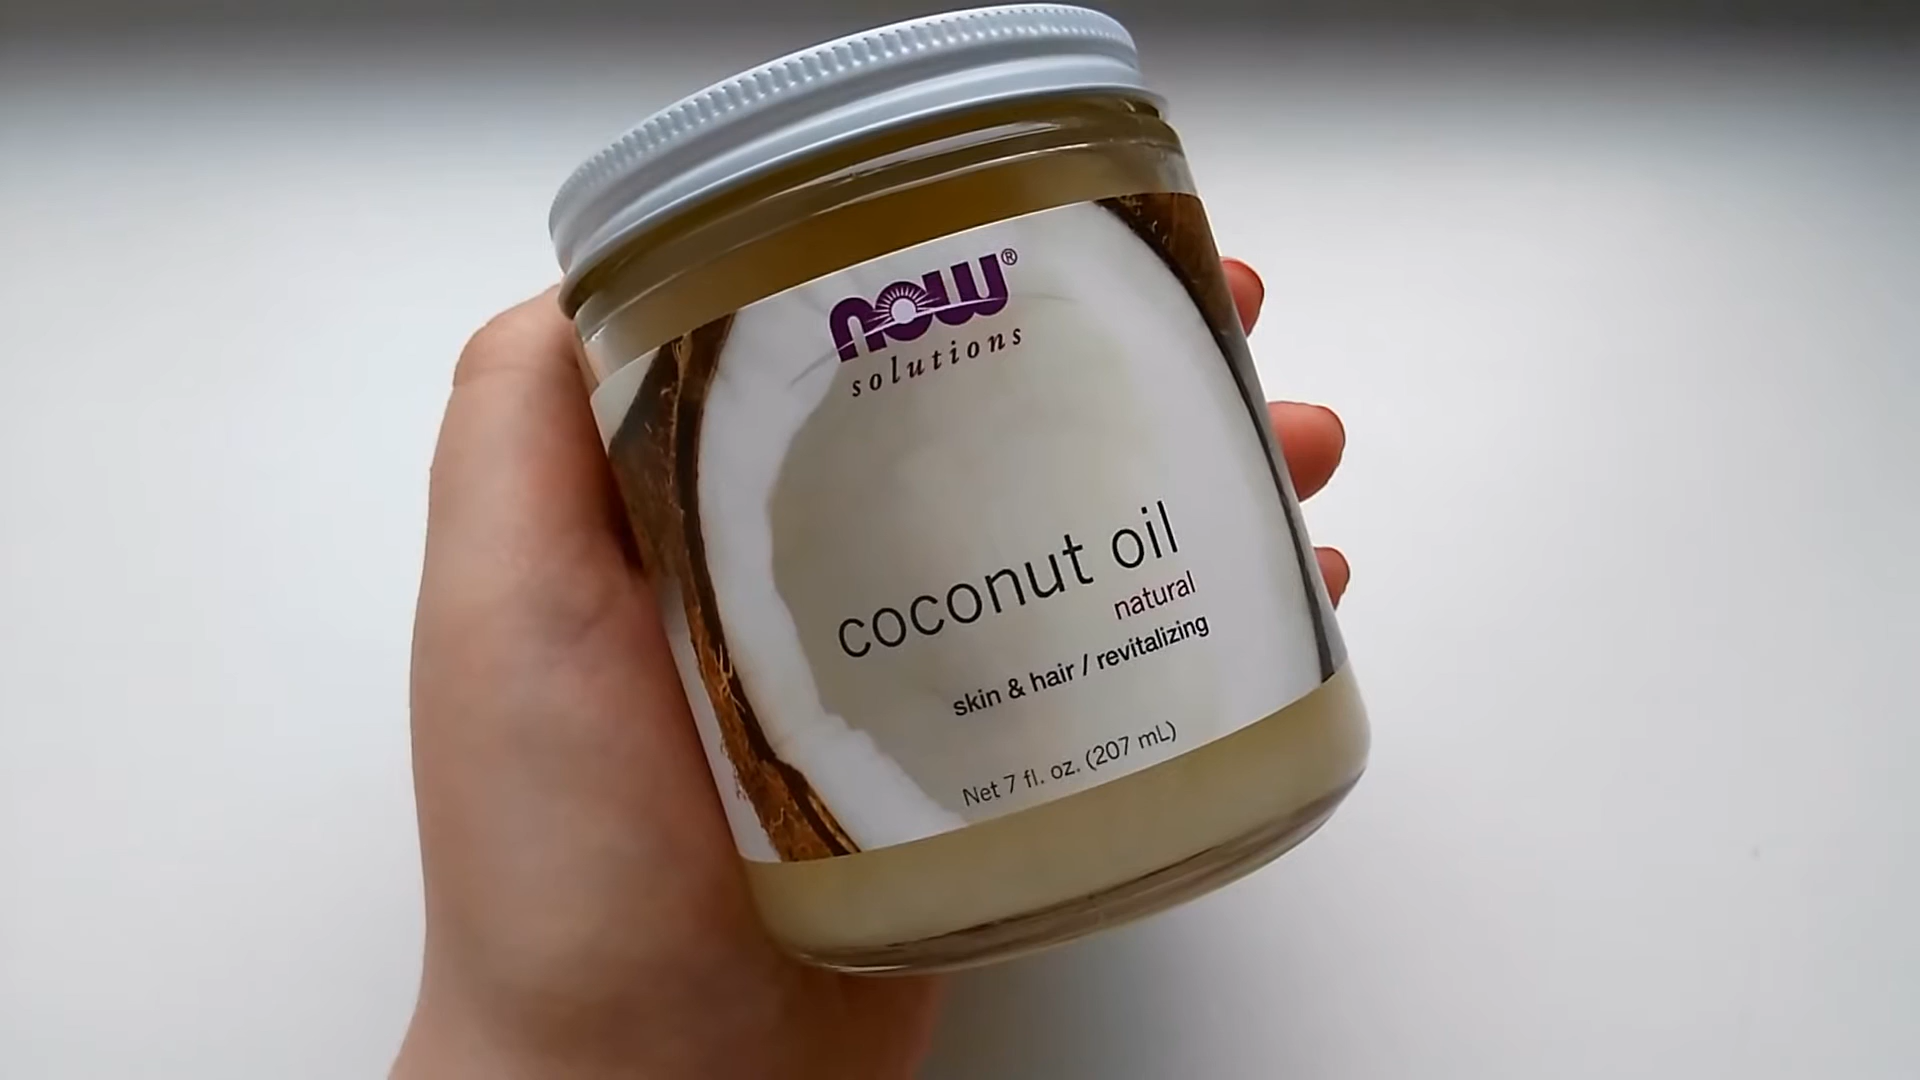 now®
solutions
coconut oil
natural
skin & hair / revitalizing
Net 7 fl. oz. (207 mL)